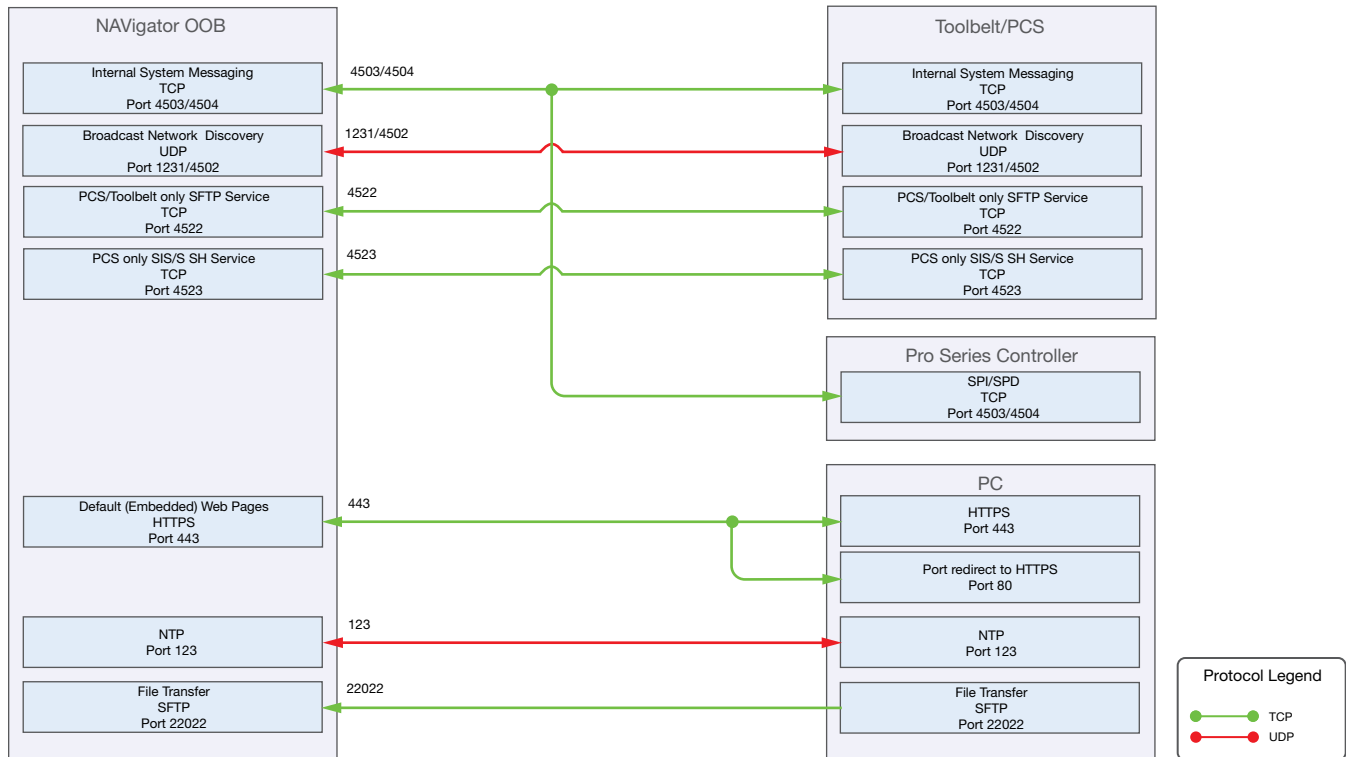 NAVigator OOB
Internal System Messaging
TCP
Port 4503/4504
Broadcast Network  Discovery
UDP
Port 1231/4502
PCS/Toolbelt only SFTP Service
TCP
Port 4522
PCS only SIS/S SH Service
TCP
Port 4523
Default (Embedded) Web Pages
HTTPS
Port 443
NTP
Port 123
File Transfer
SFTP
Port 22022
4503/4504
1231/4502
4522
4523
443
123
22022
Toolbelt/PCS
Internal System Messaging
TCP
Port 4503/4504
Broadcast Network  Discovery
UDP
Port 1231/4502
PCS/Toolbelt only SFTP Service
TCP
Port 4522
PCS only SIS/S SH Service
TCP
Port 4523
Pro Series Controller
SPI/SPD
TCP
Port 4503/4504
PC
HTTPS
Port 443
Port redirect to HTTPS
Port 80
NTP
Port 123
File Transfer
SFTP
Port 22022
Protocol Legend
TCP
UDP